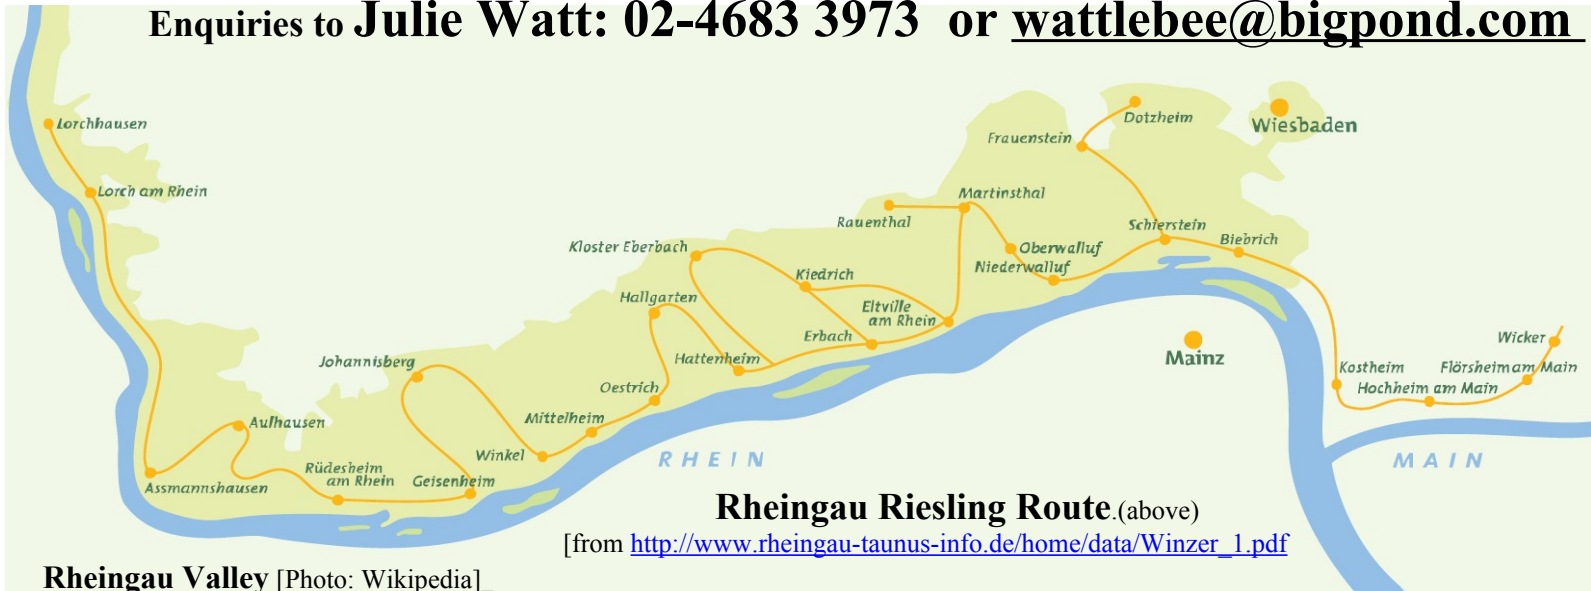 Enquiries to Julie Watt: 02-4683 3973 or wattlebee@bigpond.com
Lorchhausen
Lorch am Rhein
Dotzheim
Wiesbaden
Frauenstein
Martinsthal
Rauenthal
Schierstein
Biebrich
Oberwalluf
Niederwalluf
Kloster Eberbach
Kiedrich
Hallgarten
Eltville
am Rhein
Erbach
Hattenheim
Johannisberg
Oestrich
Mittelheim
Aulhausen
Winkel
Rüdesheim
am Rhein
Geisenheim
Assmannshausen
Mainz
Wicker
Kostheim
Flörsheim am Main
Hochheim am Main
RHEIN
MAIN
Rheingau Riesling Route.(above)
[from http://www.rheingau-taunus-info.de/home/data/Winzer_1.pdf
Rheingau Valley [Photo: Wikipedia]